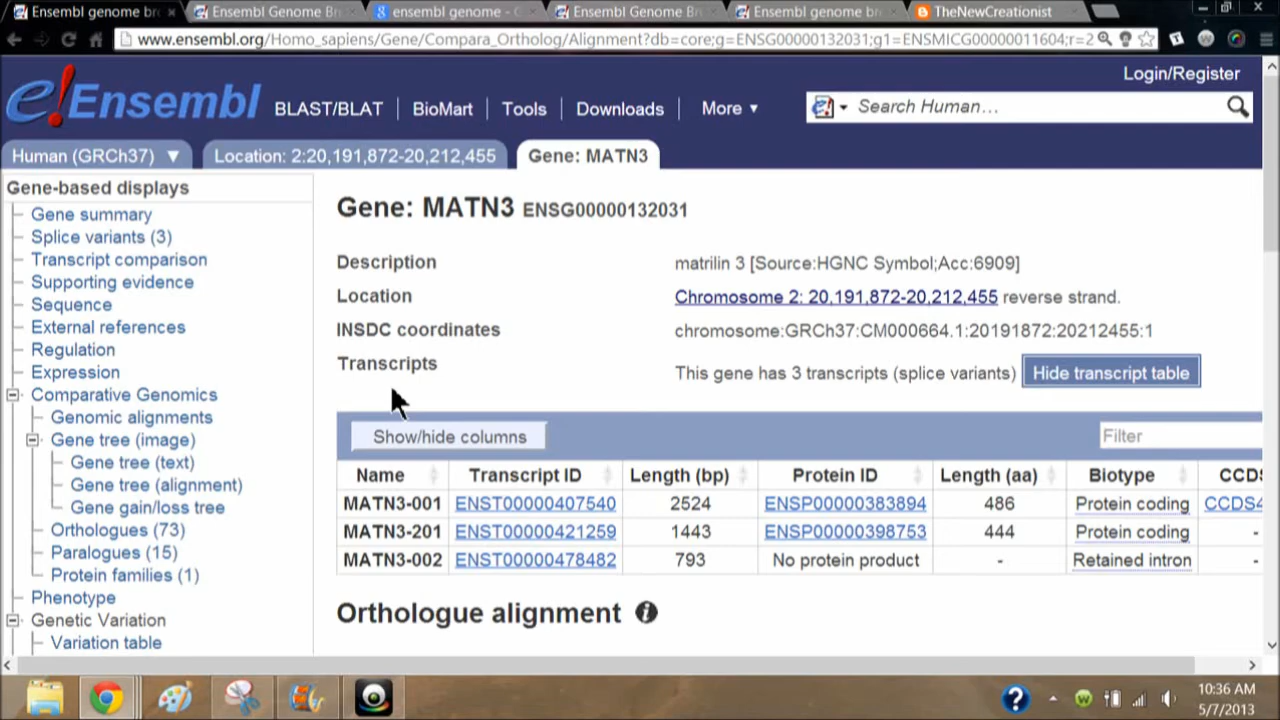 Ensembl genome bro
Ensembl Genome Br
ensembl genome - G
Ensembl Genome Bro
Ensembl genome bro
TheNewCreationist
www.ensembl.org/Homo_sapiens/Gene/Compara_Ortholog/Alignment?db=core;g=ENSG00000132031;g1=ENSMICG00000011604;r=2
Login/Register
e!Ensembl BLAST/BLAT | BioMart | Tools | Downloads | More ▼ Search Human…
Human (GRCh37) ▼ Location: 2:20,191,872-20,212,455 Gene: MATN3
Gene-based displays
Gene summary
Splice variants (3)
Transcript comparison
Supporting evidence
Sequence
External references
Regulation
Expression
Comparative Genomics
Genomic alignments
Gene tree (image)
Gene tree (text)
Gene tree (alignment)
Gene gain/loss tree
Orthologues (73)
Paralogues (15)
Protein families (1)
Phenotype
Genetic Variation
Variation table
Gene: MATN3 ENSG00000132031
Description matrilin 3 [Source:HGNC Symbol;Acc:6909]
Location Chromosome 2: 20,191,872-20,212,455 reverse strand.
INSDC coordinates chromosome:GRCh37:CM000664.1:20191872:20212455:1
Transcripts This gene has 3 transcripts (splice variants) Hide transcript table
Show/hide columns Filter
Name Transcript ID Length (bp) Protein ID Length (aa) Biotype CCDS
MATN3-001 ENST00000407540 2524 ENSP00000383894 486 Protein coding CCDS4
MATN3-201 ENST00000421259 1443 ENSP00000398753 444 Protein coding -
MATN3-002 ENST00000478482 793 No protein product - Retained intron -
Orthologue alignment i
10:36 AM
5/7/2013